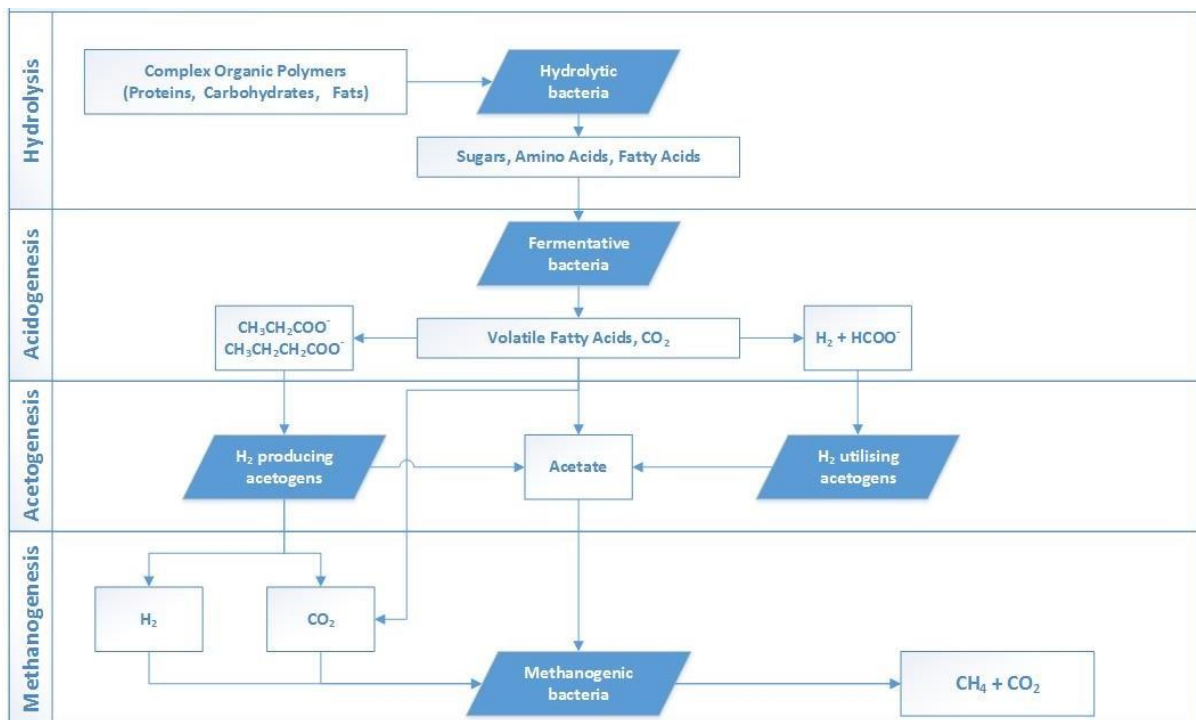 Hydrolysis
Complex Organic Polymers
(Proteins, Carbohydrates, Fats)
Hydrolytic
bacteria
Sugars, Amino Acids, Fatty Acids
Acidogenesis
Fermentative
bacteria
CH₃CH₂COO⁻
CH₃CH₂CH₂COO⁻
Volatile Fatty Acids, CO₂
H₂ + HCOO⁻
Acetogenesis
H₂ producing
acetogens
Acetate
H₂ utilising
acetogens
Methanogenesis
H₂
CO₂
Methanogenic
bacteria
CH₄ + CO₂